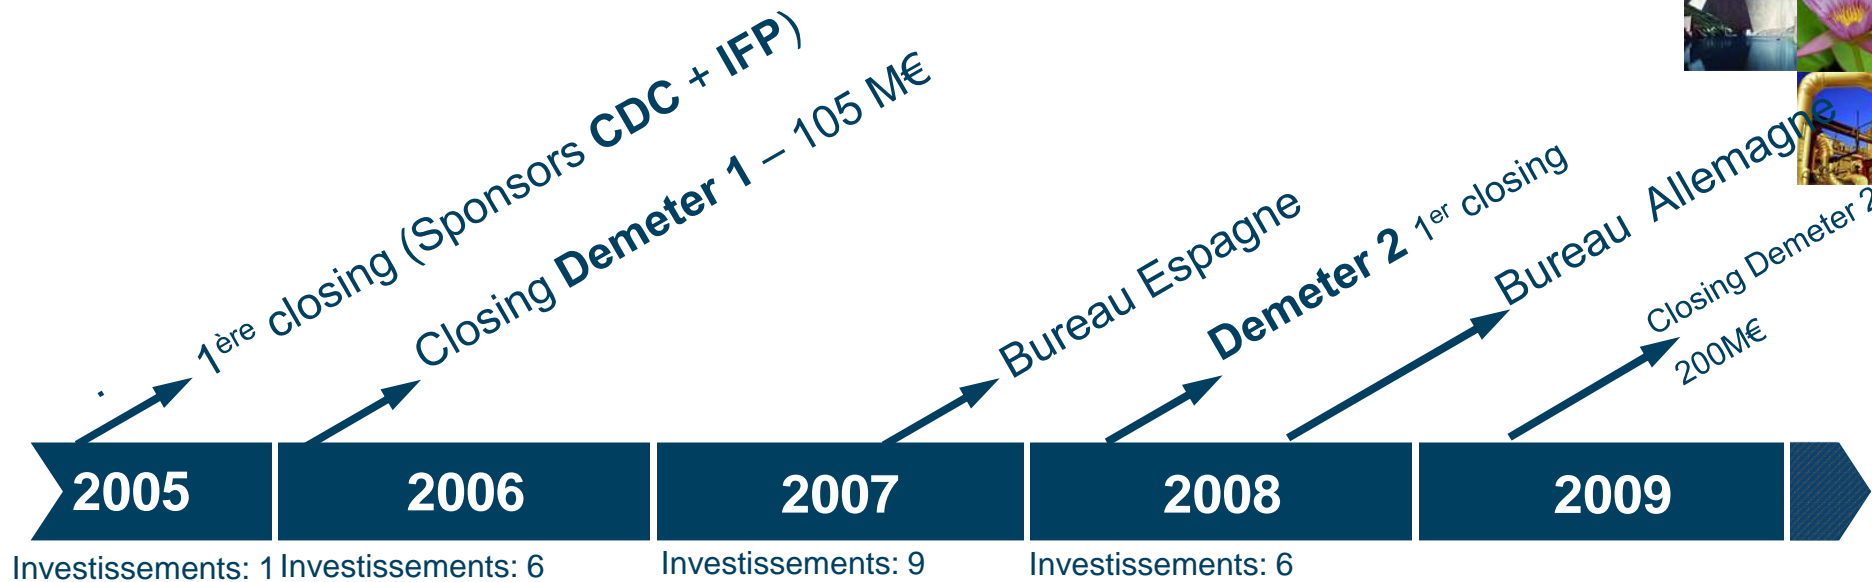 1ère closing (Sponsors CDC + IFP)
Closing Demeter 1 – 105 M€
Bureau Espagne
Demeter 2 1er closing
Bureau Allemagne
Closing Demeter 2
200M€
.
2005
2006
2007
2008
2009
Investissements: 1
Investissements: 6
Investissements: 9
Investissements: 6